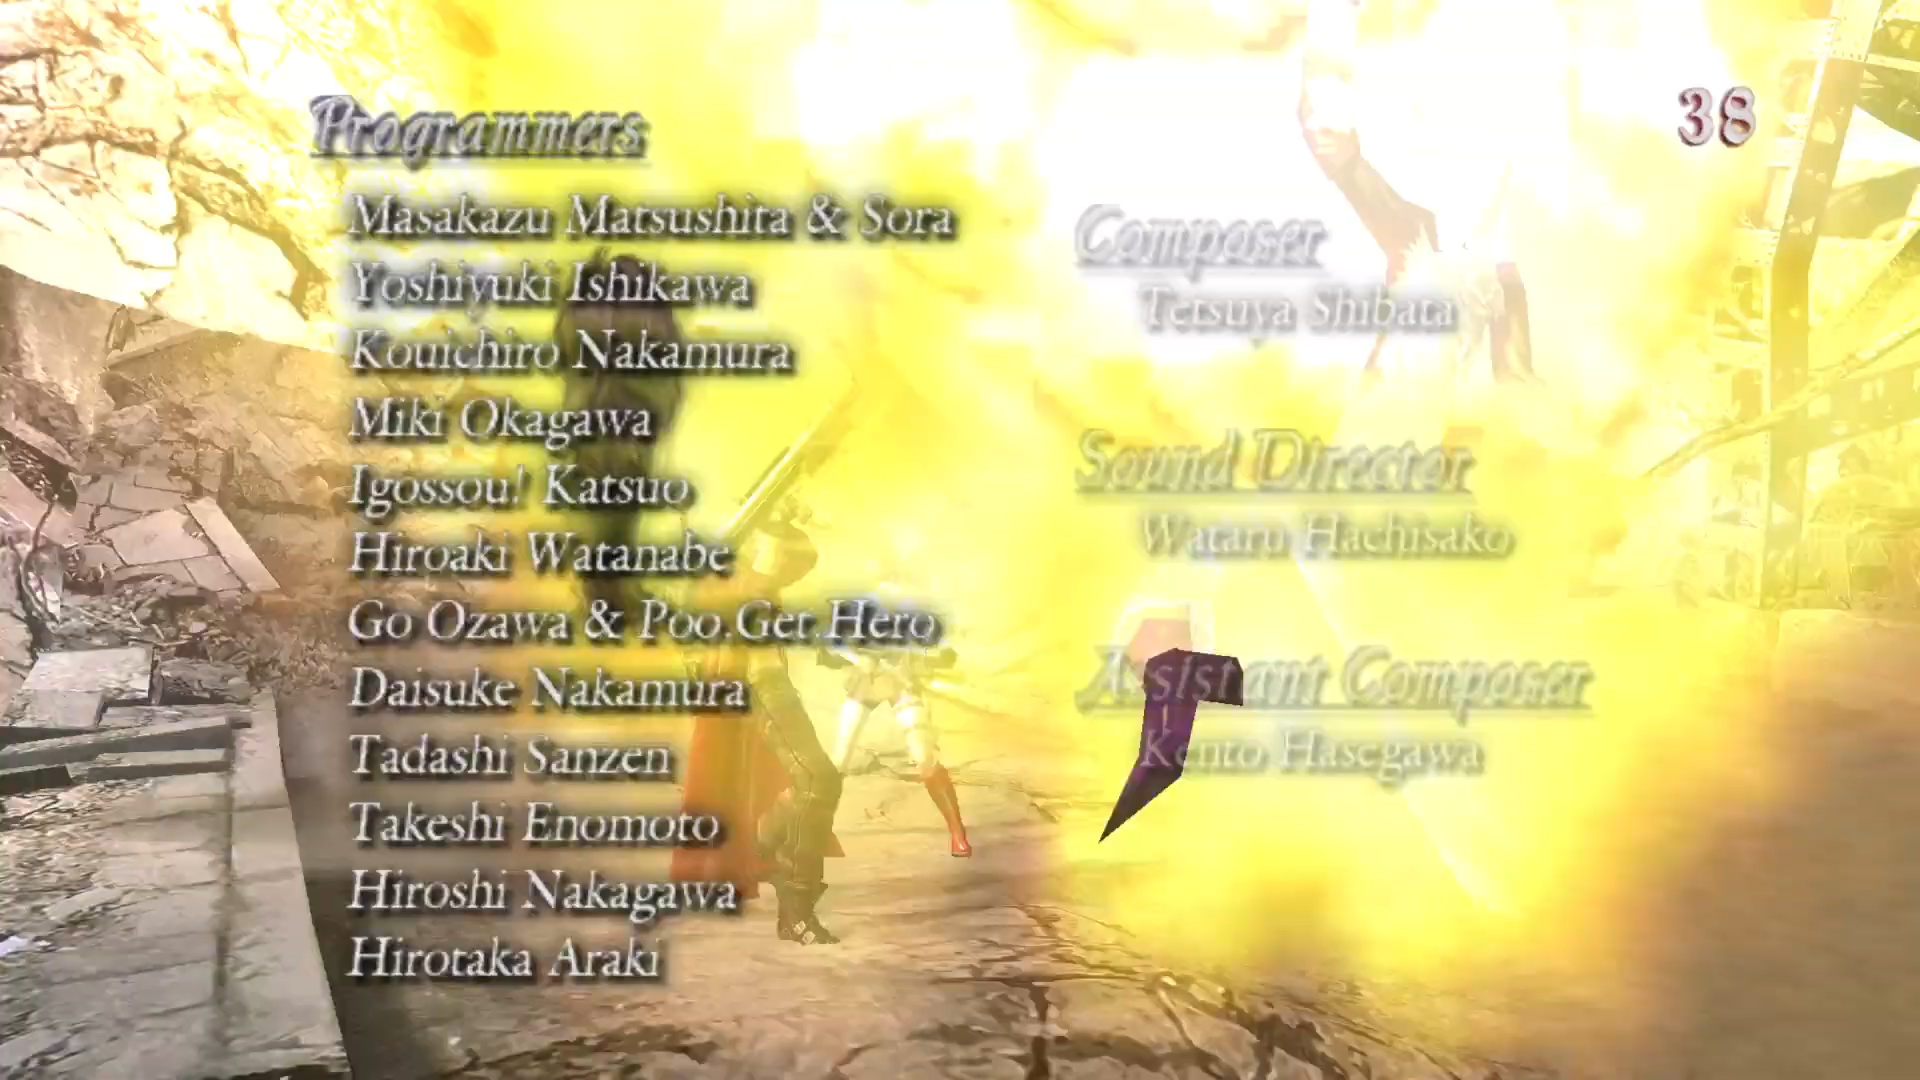 38
Programmers
Masakazu Matsushita & Sora
Yoshiyuki Ishikawa
Kouichiro Nakamura
Miki Okagawa
Igossou! Katsuo
Hiroaki Watanabe
Go Ozawa & Poo.Get.Hero
Daisuke Nakamura
Tadashi Sanzen
Takeshi Enomoto
Hiroshi Nakagawa
Hirotaka Araki
Composer
Tetsuya Shibata
Sound Director
Wataru Hachisako
Assistant Composer
Kento Hasegawa